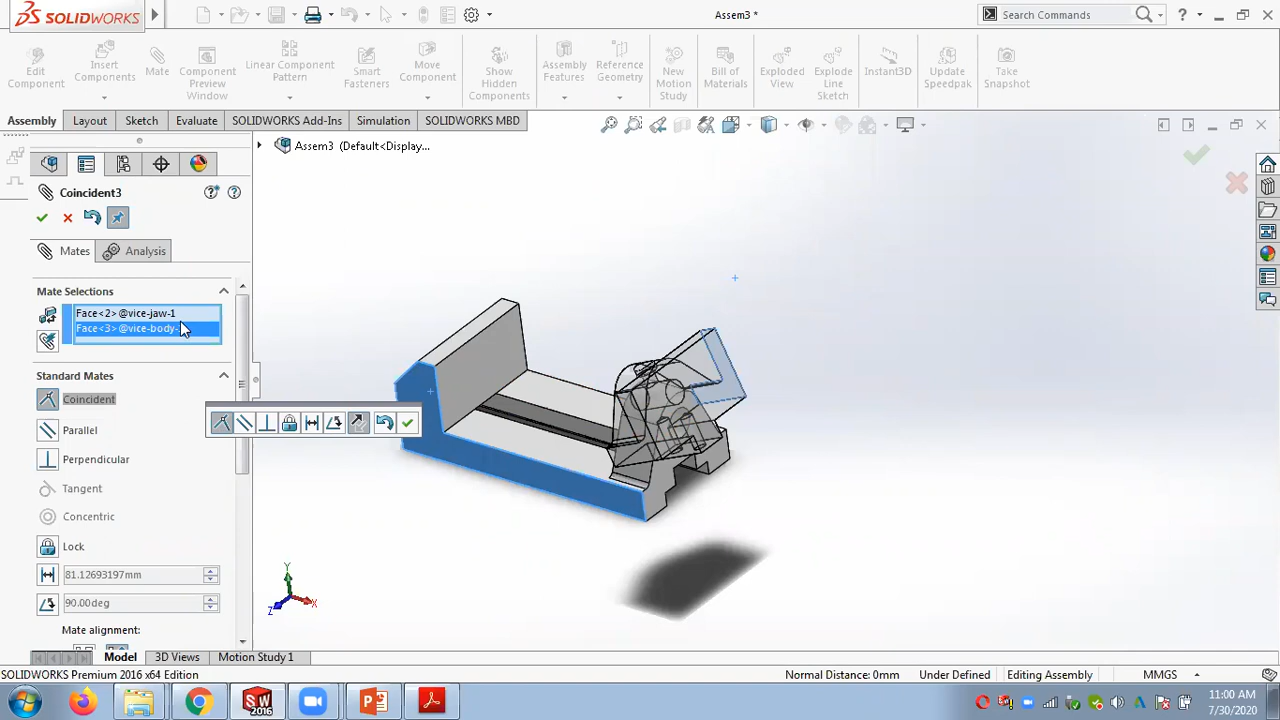 SOLIDWORKS
Assem3 *
Search Commands
?
Edit Component
Insert Components
Mate
Component Preview Window
Linear Component Pattern
Smart Fasteners
Move Component
Show Hidden Components
Assembly Features
Reference Geometry
New Motion Study
Bill of Materials
Exploded View
Explode Line Sketch
Instant3D
Update Speedpak
Take Snapshot
Assembly Layout Sketch Evaluate SOLIDWORKS Add-Ins Simulation SOLIDWORKS MBD
Assem3 (Default<Display...
Coincident3
Mates Analysis
Mate Selections
Face<2> @vice-jaw-1
Face<3> @vice-body-
Standard Mates
Coincident
Parallel
Perpendicular
Tangent
Concentric
Lock
81.12693197mm
90.00deg
Mate alignment:
Y
X
Z
Model 3D Views Motion Study 1
SOLIDWORKS Premium 2016 x64 Edition Normal Distance: 0mm Under Defined Editing Assembly MMGS
SW 2016
11:00 AM
7/30/2020